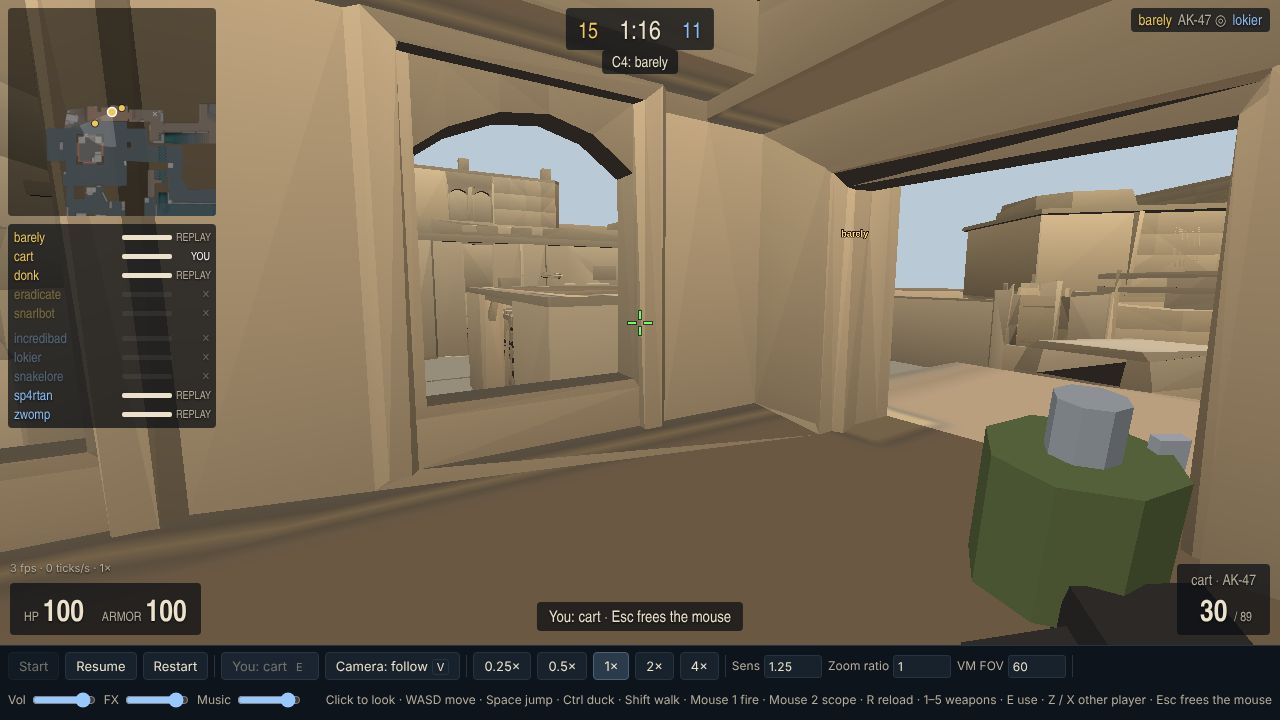 15 1:16 11
C4: barely
barely AK-47 ◎ lokier
barely REPLAY
cart YOU
donk REPLAY
eradicate ×
snarlbot ×
incredibad ×
lokier ×
snakelore ×
sp4rtan REPLAY
zwomp REPLAY
barely
3 fps · 0 ticks/s · 1×
HP 100 ARMOR 100
You: cart · Esc frees the mouse
cart · AK-47
30 / 89
Start Resume Restart You: cart E Camera: follow V 0.25× 0.5× 1× 2× 4× Sens 1.25 Zoom ratio 1 VM FOV 60
Vol FX Music Click to look · WASD move · Space jump · Ctrl duck · Shift walk · Mouse 1 fire · Mouse 2 scope · R reload · 1–5 weapons · E use · Z / X other player · Esc frees the mouse